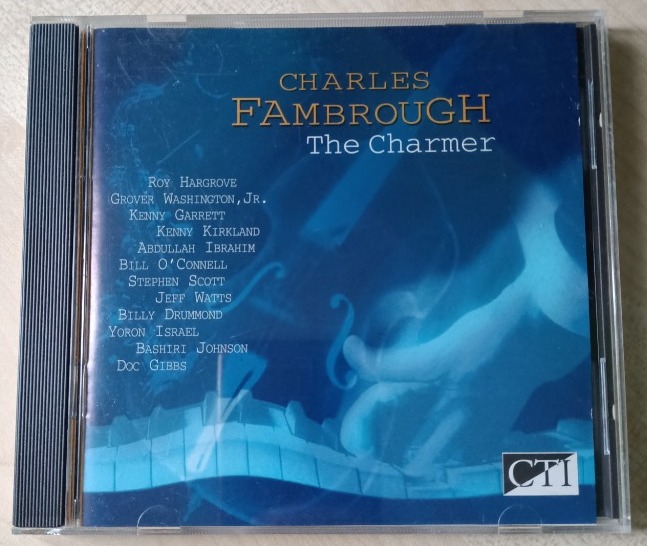 CHARLES
FAMBROUGH
The Charmer
ROY HARGROVE
GROVER WASHINGTON,JR.
KENNY GARRETT
KENNY KIRKLAND
ABDULLAH IBRAHIM
BILL O'CONNELL
STEPHEN SCOTT
JEFF WATTS
BILLY DRUMMOND
YORON ISRAEL
BASHIRI JOHNSON
DOC GIBBS
CTI